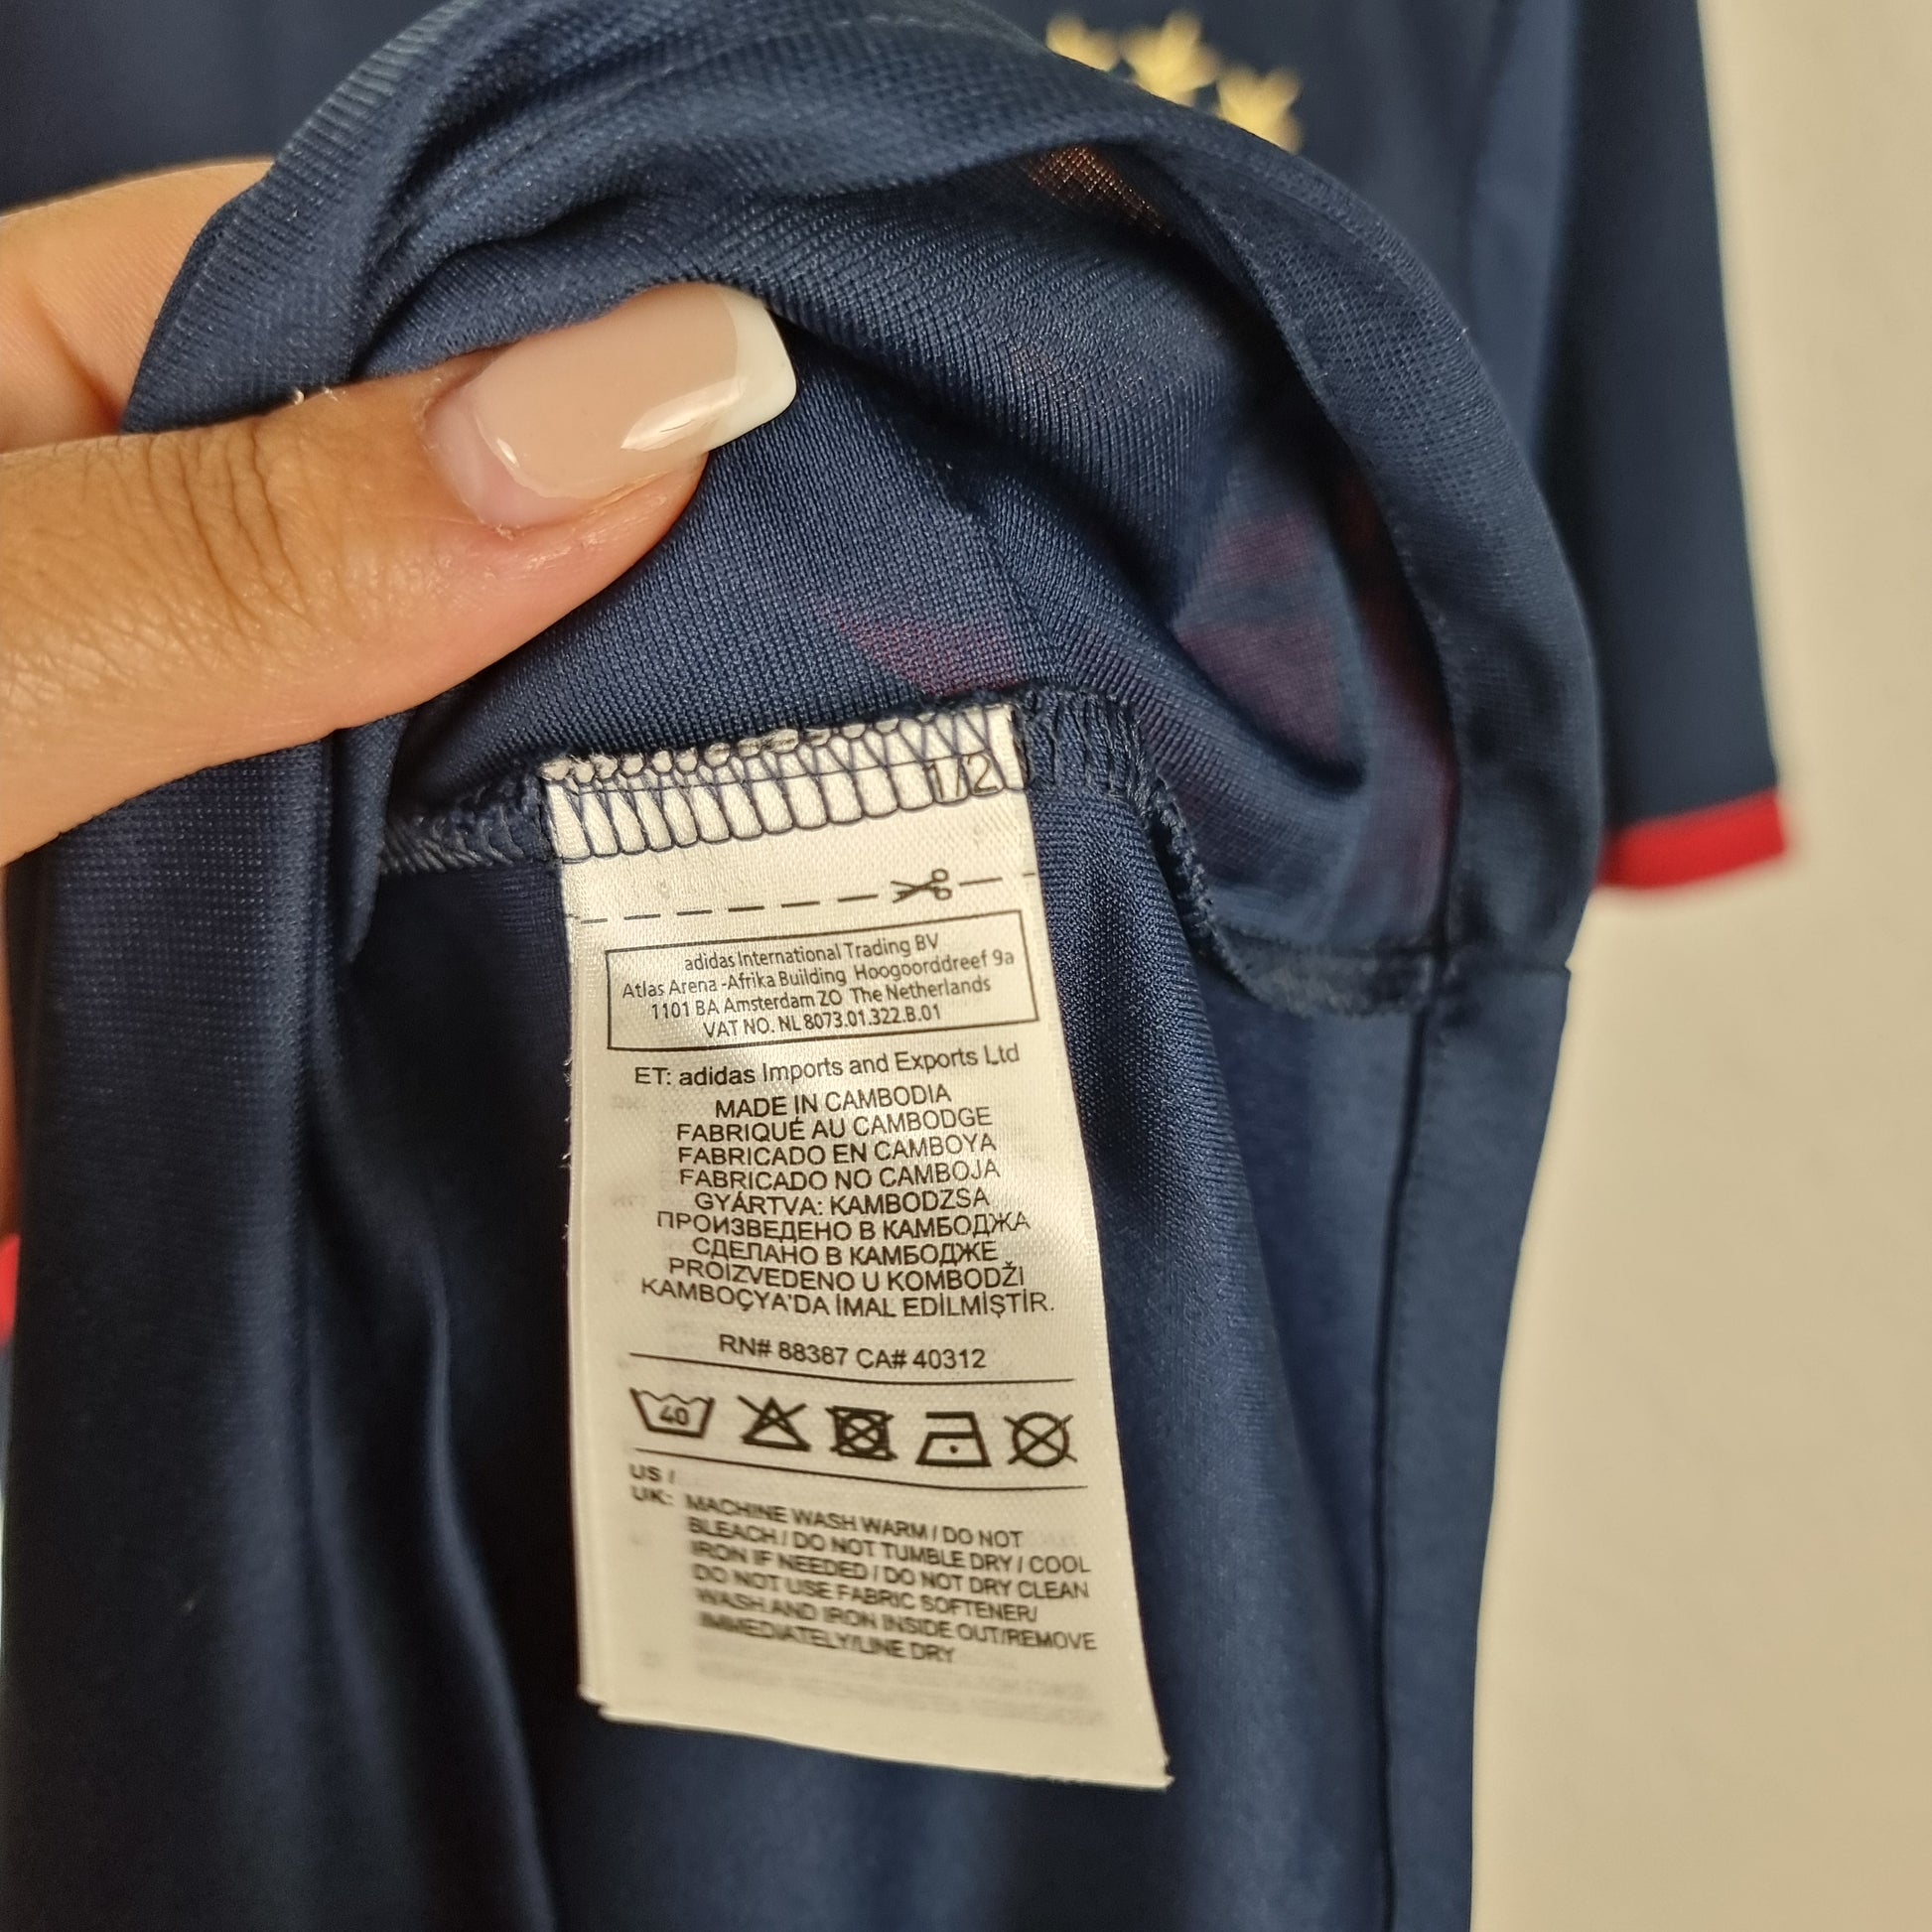 1/2
adidas International Trading BV
Atlas Arena -Afrika Building Hoogoorddreef 9a
1101 BA Amsterdam ZO The Netherlands
VAT NO. NL 8073.01.322.B.01
ET: adidas Imports and Exports Ltd
MADE IN CAMBODIA
FABRIQUÉ AU CAMBODGE
FABRICADO EN CAMBOYA
FABRICADO NO CAMBOJA
GYÁRTVA: KAMBODZSA
ПРОИЗВЕДЕНО В КАМБОДЖА
СДЕЛАНО В КАМБОДЖЕ
PROIZVEDENO U KOMBODŽI
KAMBOÇYA'DA İMAL EDİLMİŞTİR.
RN# 88387 CA# 40312
40
US /
UK: MACHINE WASH WARM / DO NOT
BLEACH / DO NOT TUMBLE DRY / COOL
IRON IF NEEDED / DO NOT DRY CLEAN
DO NOT USE FABRIC SOFTENER/
WASH AND IRON INSIDE OUT/REMOVE
IMMEDIATELY/LINE DRY